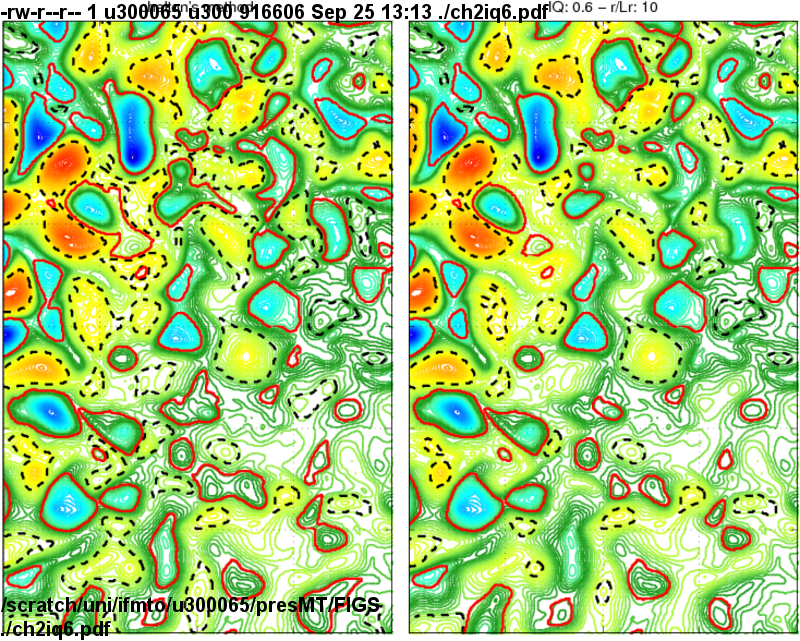 -rw-r--r-- 1 u300065 u300 916606 Sep 25 13:13 ./ch2iq6.pdf
IQ: 0.6 – r/Lr: 10
/scratch/uni/ifmto/u300065/presMT/FIGS
./ch2iq6.pdf